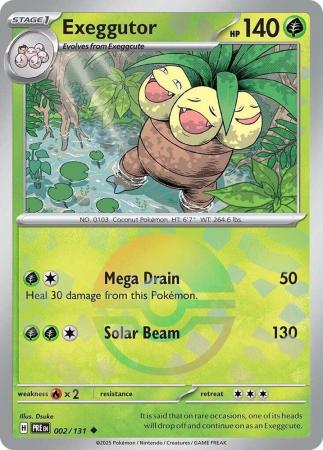 STAGE 1
Exeggutor
HP 140
Evolves from Exeggcute
NO. 0103 Coconut Pokémon HT: 6'7" WT: 264.6 lbs.
Mega Drain 50
Heal 30 damage from this Pokémon.
Solar Beam 130
weakness ×2 resistance retreat
Illus. Dsuke
H PRE EN 002/131
It is said that on rare occasions, one of its heads
will drop off and continue on as an Exeggcute.
©2025 Pokémon / Nintendo / Creatures / GAME FREAK